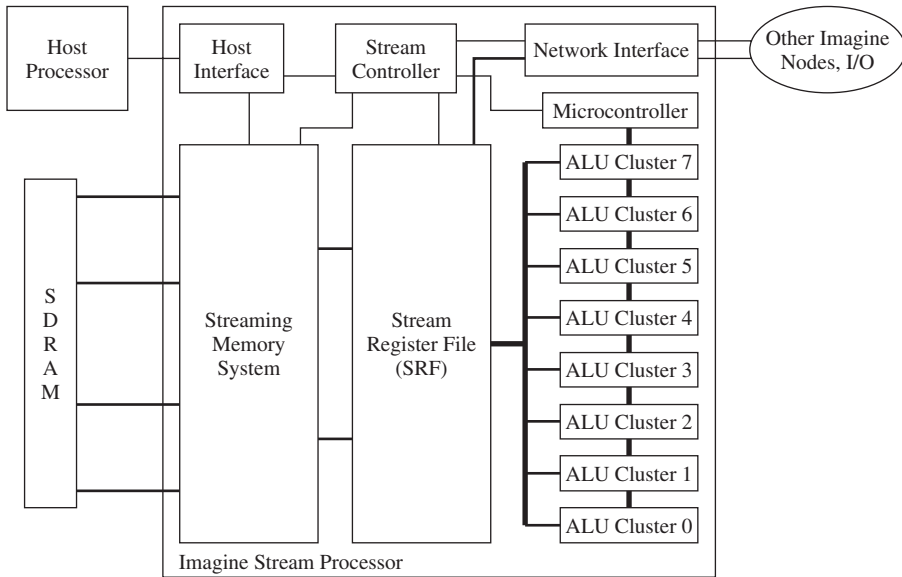 Host
Processor
Host
Interface
Stream
Controller
Network Interface
Other Imagine
Nodes, I/O
Microcontroller
ALU Cluster 7
ALU Cluster 6
ALU Cluster 5
ALU Cluster 4
ALU Cluster 3
ALU Cluster 2
ALU Cluster 1
ALU Cluster 0
S
D
R
A
M
Streaming
Memory
System
Stream
Register File
(SRF)
Imagine Stream Processor